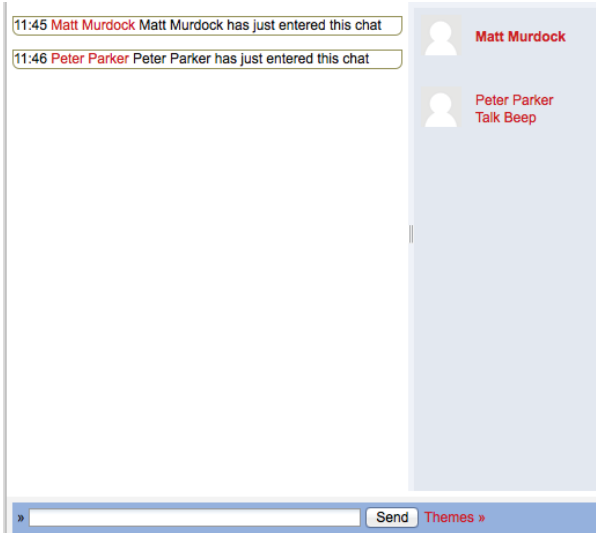 11:45 Matt Murdock Matt Murdock has just entered this chat
11:46 Peter Parker Peter Parker has just entered this chat
Matt Murdock
Peter Parker
Talk Beep
» Send Themes »